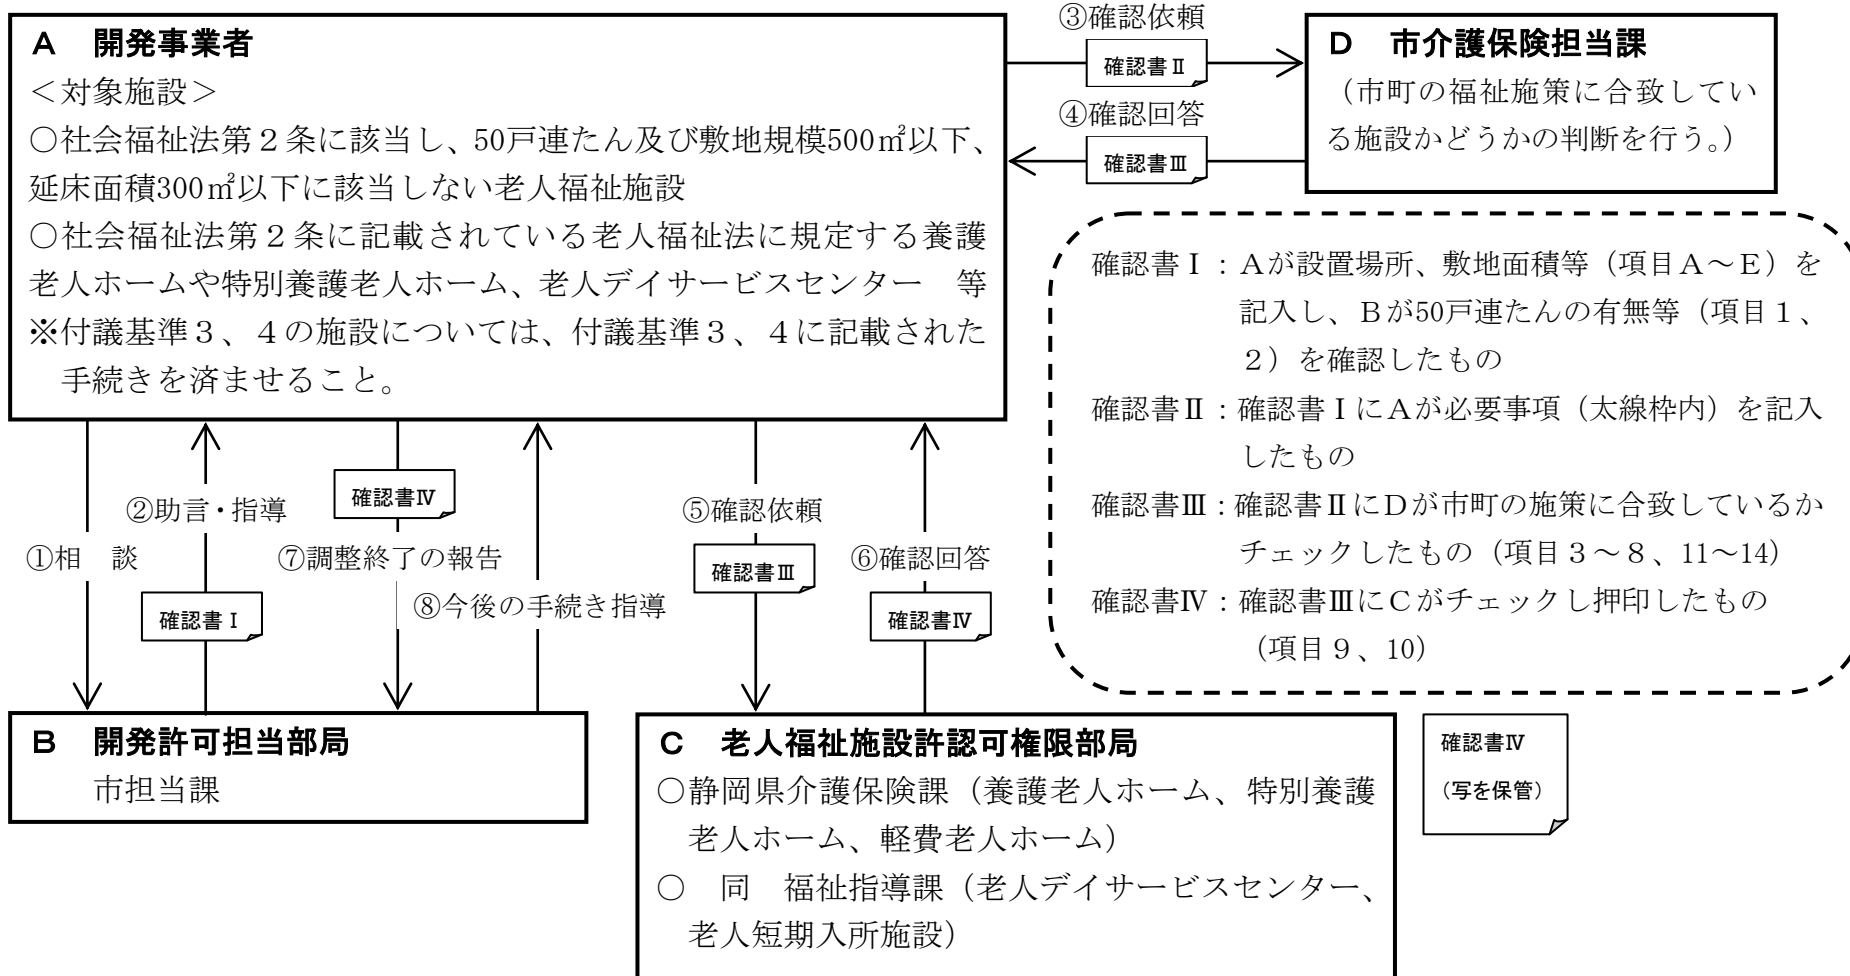 A 開発事業者
＜対象施設＞
○社会福祉法第２条に該当し、50戸連たん及び敷地規模500㎡以下、
延床面積300㎡以下に該当しない老人福祉施設
○社会福祉法第２条に記載されている老人福祉法に規定する養護
老人ホームや特別養護老人ホーム、老人デイサービスセンター　等
※付議基準３、４の施設については、付議基準３、４に記載された
手続きを済ませること。
③確認依頼
確認書Ⅱ
④確認回答
確認書Ⅲ
D 市介護保険担当課
（市町の福祉施策に合致してい
る施設かどうかの判断を行う。）
確認書Ⅰ：Ａが設置場所、敷地面積等（項目Ａ～Ｅ）を
記入し、Ｂが50戸連たんの有無等（項目１、
２）を確認したもの
確認書Ⅱ：確認書ⅠにＡが必要事項（太線枠内）を記入
したもの
確認書Ⅲ：確認書ⅡにＤが市町の施策に合致しているか
チェックしたもの（項目３～８、11～14）
確認書Ⅳ：確認書ⅢにＣがチェックし押印したもの
（項目９、10）
①相　談
②助言・指導
確認書Ⅰ
確認書Ⅳ
⑦調整終了の報告
⑧今後の手続き指導
⑤確認依頼
確認書Ⅲ
⑥確認回答
確認書Ⅳ
B 開発許可担当部局
市担当課
C 老人福祉施設許認可権限部局
○静岡県介護保険課（養護老人ホーム、特別養護
老人ホーム、軽費老人ホーム）
○　同　福祉指導課（老人デイサービスセンター、
老人短期入所施設）
確認書Ⅳ
（写を保管）